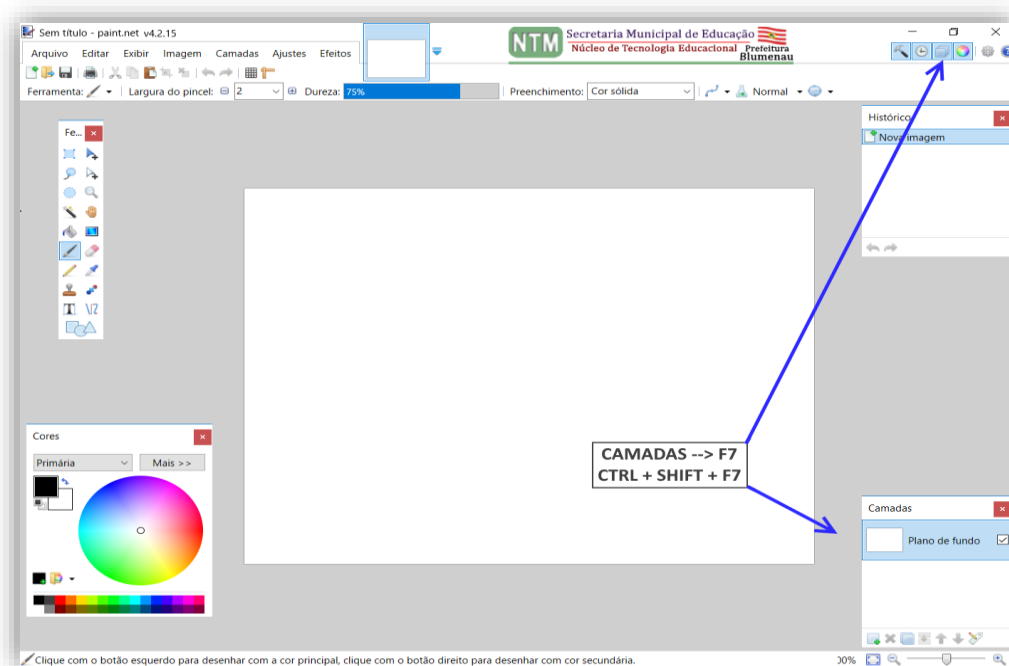 Sem título - paint.net v4.2.15
NTM
Secretaria Municipal de Educação
Núcleo de Tecnologia Educacional
Prefeitura
Blumenau
Arquivo Editar Exibir Imagem Camadas Ajustes Efeitos
Ferramenta: Largura do pincel: 2 Dureza: 75% Preenchimento: Cor sólida Normal
Fe...
Histórico
Nova imagem
T
Cores
Primária Mais >>
CAMADAS --> F7
CTRL + SHIFT + F7
Camadas
Plano de fundo
Clique com o botão esquerdo para desenhar com a cor principal, clique com o botão direito para desenhar com cor secundária.